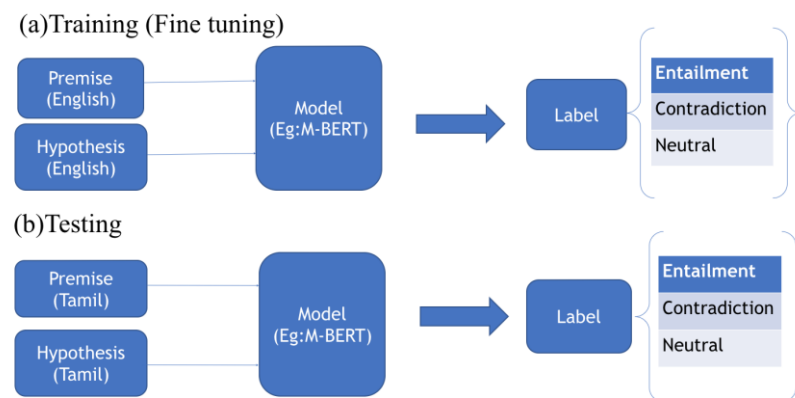 (a)Training (Fine tuning)
Premise
(English)
Hypothesis
(English)
Model
(Eg:M-BERT)
Label
Entailment
Contradiction
Neutral
(b)Testing
Premise
(Tamil)
Hypothesis
(Tamil)
Model
(Eg:M-BERT)
Label
Entailment
Contradiction
Neutral